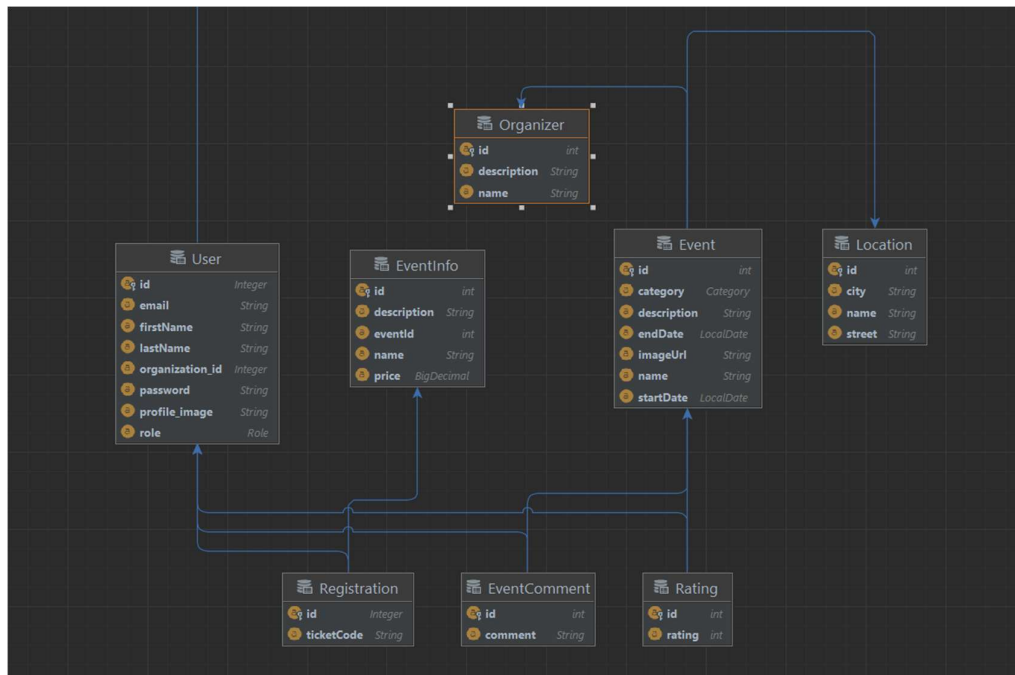 Organizer
id int
description String
name String
User
id Integer
email String
firstName String
lastName String
organization_id Integer
password String
profile_image String
role Role
EventInfo
id int
description String
eventId int
name String
price BigDecimal
Event
id int
category Category
description String
endDate LocalDate
imageUrl String
name String
startDate LocalDate
Location
id int
city String
name String
street String
Registration
id Integer
ticketCode String
EventComment
id int
comment String
Rating
id int
rating int